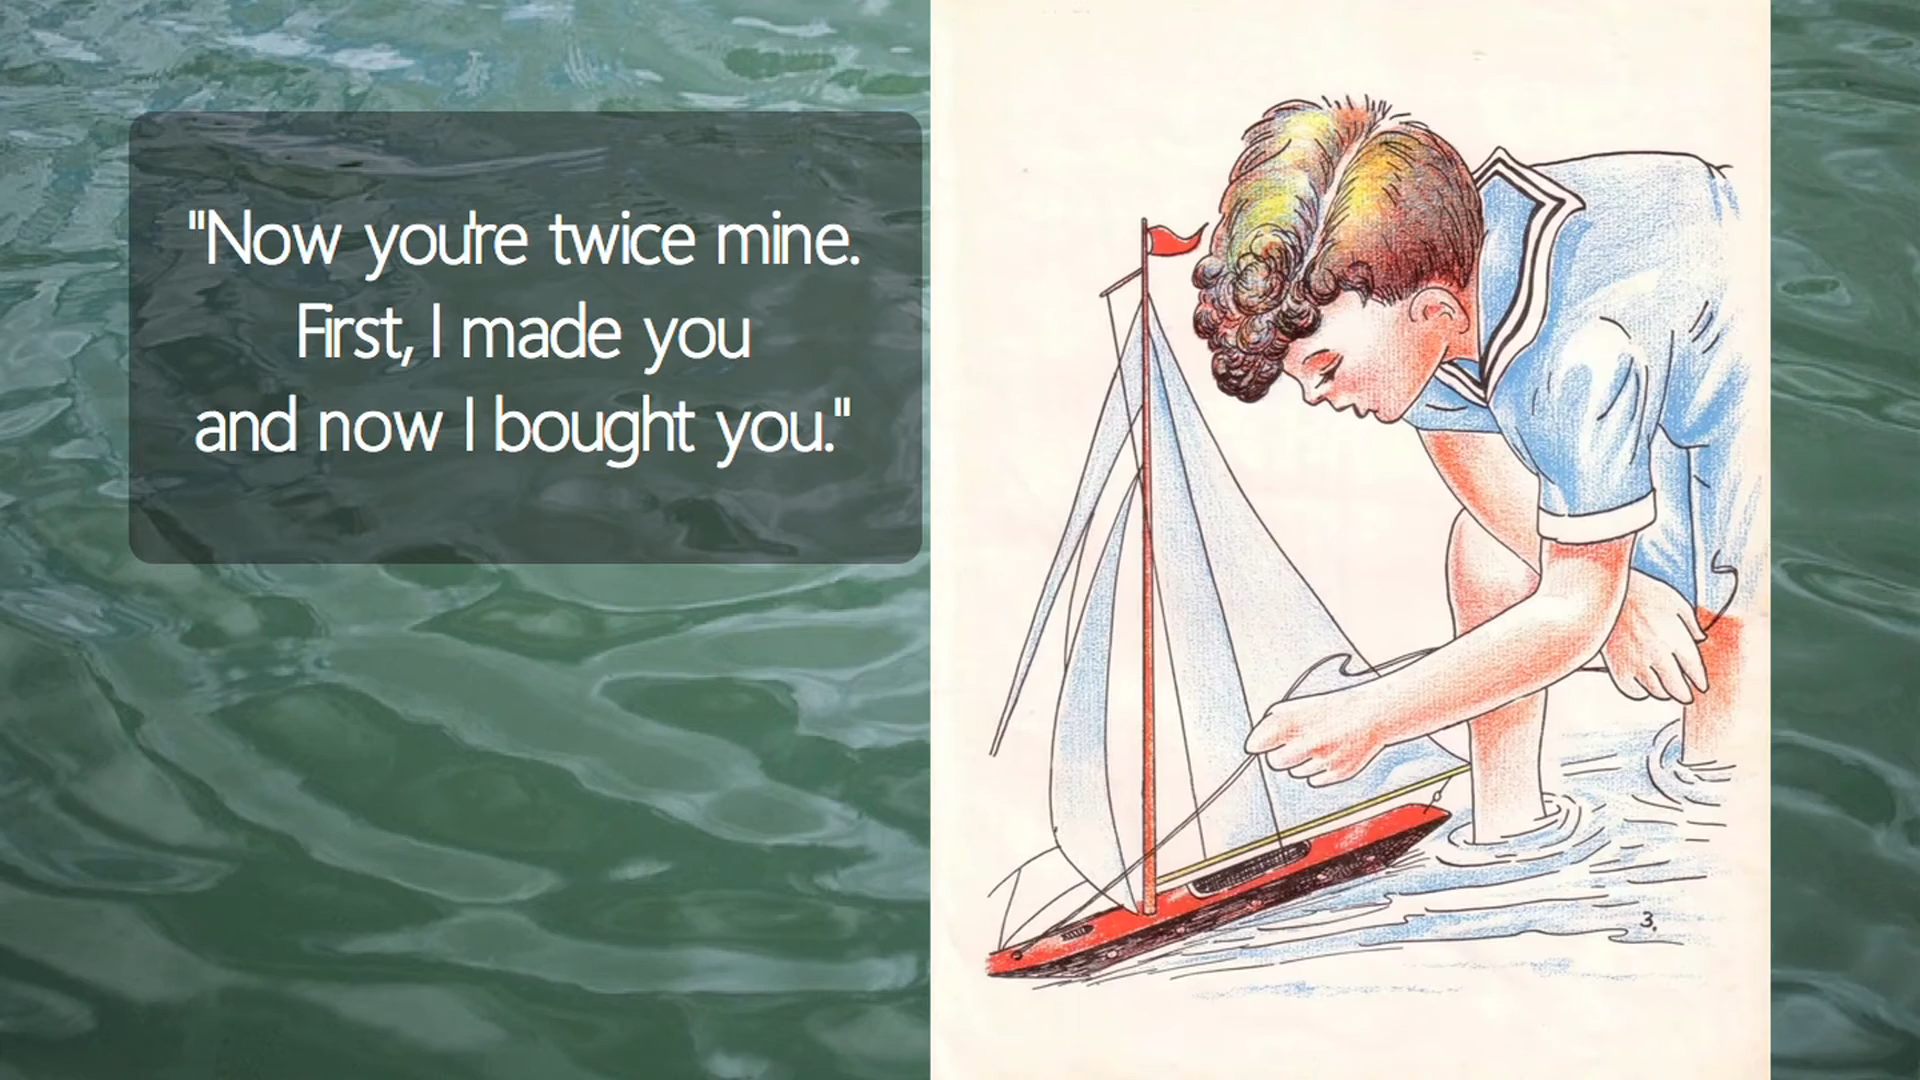 "Now you're twice mine.
First, I made you
and now I bought you."
3.